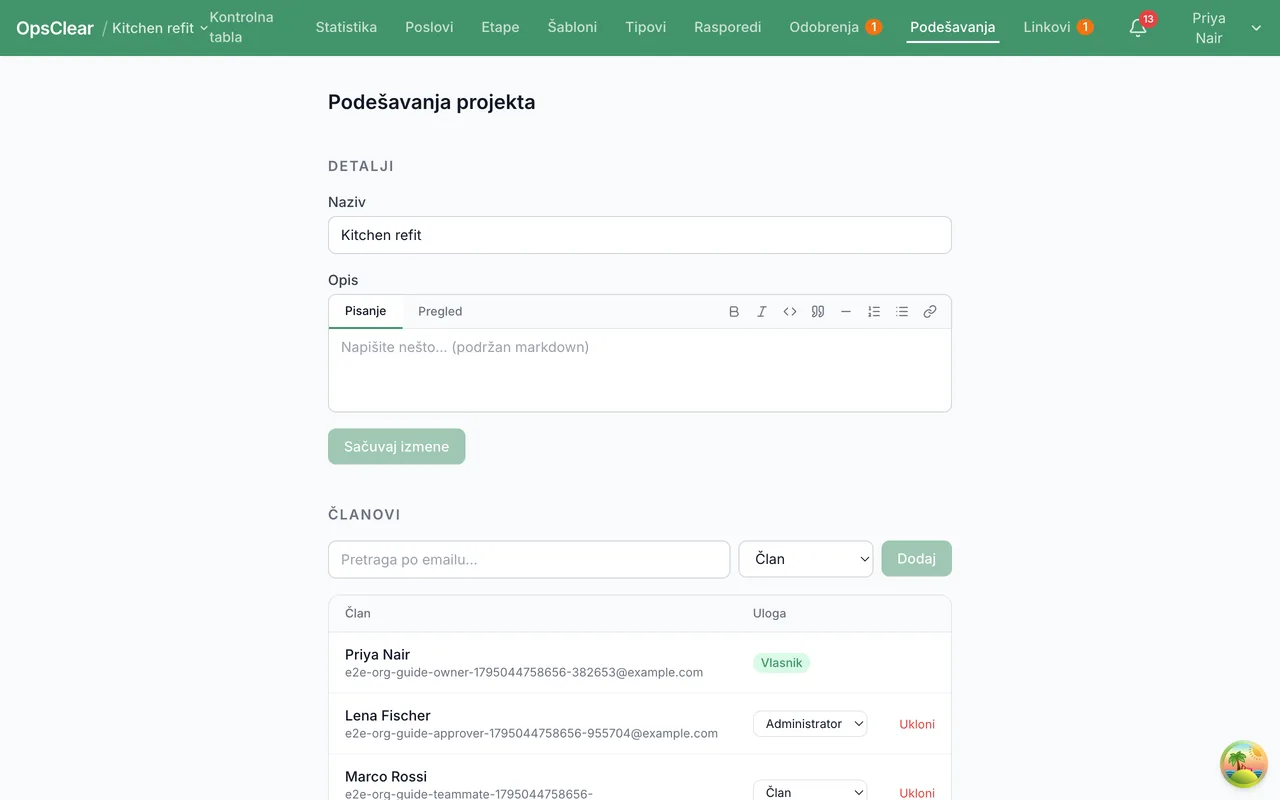 OpsClear / Kitchen refit
Kontrolna tabla
Statistika
Poslovi
Etape
Šabloni
Tipovi
Rasporedi
Odobrenja 1
Podešavanja
Linkovi 1
13
Priya Nair
Podešavanja projekta
DETALJI
Naziv
Kitchen refit
Opis
Pisanje
Pregled
Napišite nešto... (podržan markdown)
Sačuvaj izmene
ČLANOVI
Pretraga po emailu...
Član
Dodaj
Član
Uloga
Priya Nair
e2e-org-guide-owner-1795044758656-382653@example.com
Vlasnik
Lena Fischer
e2e-org-guide-approver-1795044758656-955704@example.com
Administrator
Ukloni
Marco Rossi
e2e-org-guide-teammate-1795044758656-
Član
Ukloni